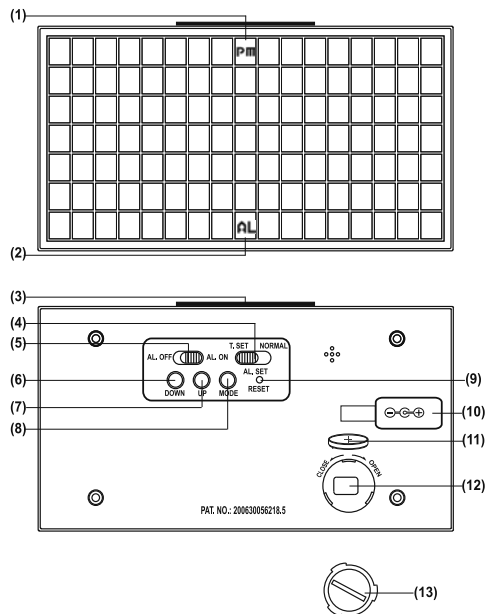 (1)
PM
AL
(2)
(3)
(4)
(5)
T. SET NORMAL
AL. OFF AL. ON
AL, SET
(6)
DOWN UP MODE RESET
(9)
(7)
(8)
(10)
(11)
CLOSE OPEN
(12)
PAT. NO.: 200630056218.5
(13)